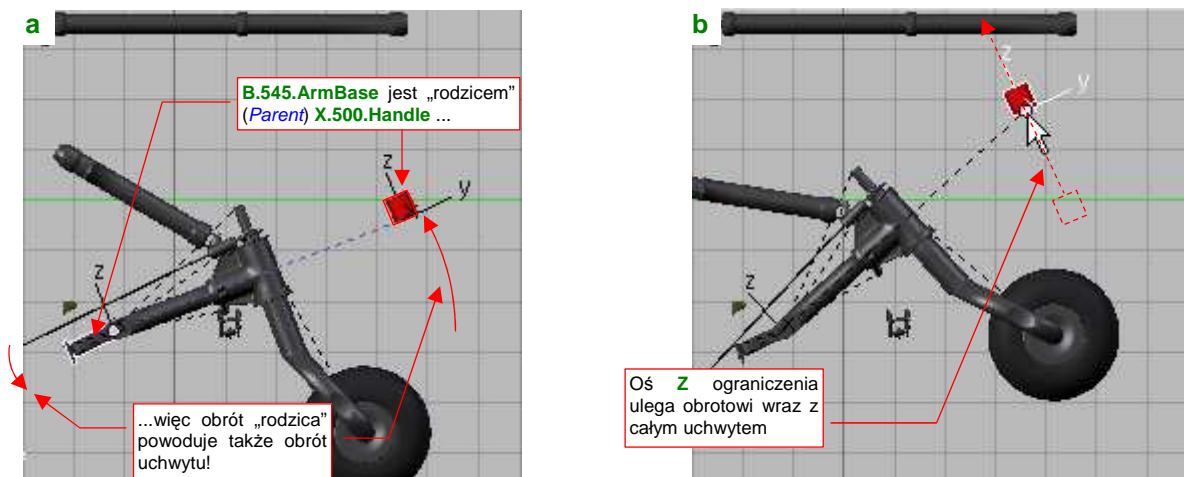 a
B.545.ArmBase jest „rodzicem”
(Parent) X.500.Handle ...
z
y
z
...więc obrót „rodzica”
powoduje także obrót
uchwytu!
b
z
y
z
Oś Z ograniczenia
ulega obrotowi wraz z
całym uchwytem